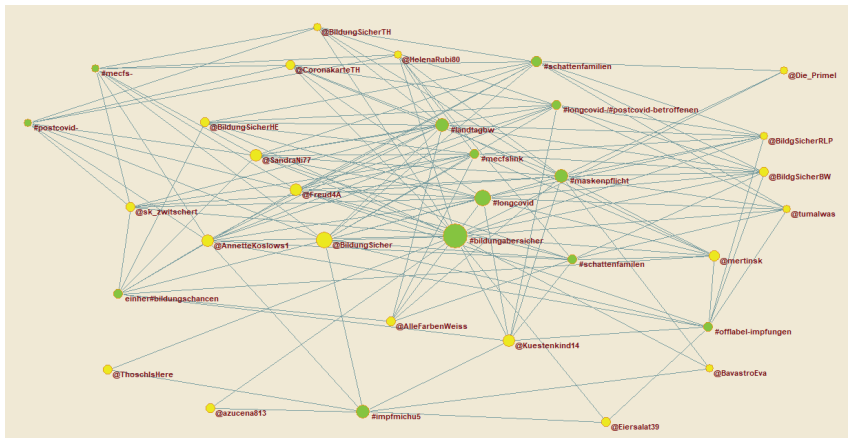 @BildungSicherTH
@HelenaRubi80
#schattenfamilien
#mecfs-
@CoronakarteTH
@Die_Primel
#longcovid-/#postcovid-betroffenen
#postcovid-
@BildungSicherHE
#landtagbw
@BildgSicherRLP
#mecfslink
@SandraNi77
@BildgSicherBW
#maskenpflicht
@Freud4A
#longcovid
@sk_zwitschert
@tumalwas
@AnnetteKoslows1
@BildungSicher
#bildungabersicher
@mertinsk
#schattenfamilien
einher#bildungschancen
@AlleFarbenWeiss
#offlabel-impfungen
@Kuestenkind14
@ThoschIsHere
@BavastroEva
@azucena813
#impfmichu5
@Eiersalat39